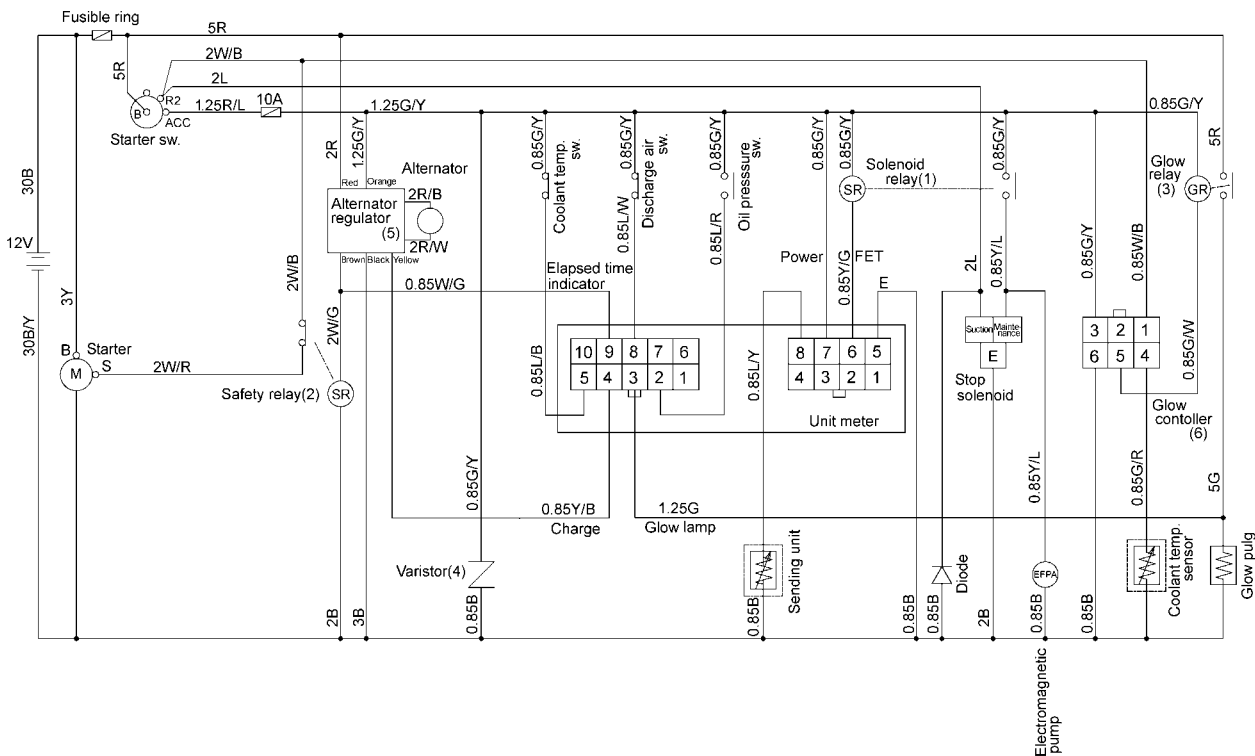 Fusible ring
5R
2W/B
5R
2L
R2
B
1.25R/L
10A
1.25G/Y
0.85G/Y
ACC
Starter sw.
2R
1.25G/Y
0.85G/Y
Coolant temp.
sw.
0.85G/Y
Discharge air
sw.
0.85G/Y
Oil presssure
sw.
0.85G/Y
0.85G/Y
0.85G/Y
5R
Solenoid
relay(1)
SR
Glow
relay
(3)
GR
30B
Alternator
Red
Orange
Alternator
regulator
(5)
2R/B
2R/W
Brown
Black
Yellow
0.85L/W
0.85L/R
12V
2W/B
Elapsed time
indicator
0.85W/G
Power
0.85Y/G
FET
E
2L
0.85Y/L
0.85G/Y
0.85W/B
3Y
30B/Y
2W/G
B
Starter
S
M
2W/R
Safety relay(2)
SR
0.85L/B
10 9 8 7 6
5 4 3 2 1
0.85L/Y
8 7 6 5
4 3 2 1
Unit meter
Suction
Mainte-
nance
E
Stop
solenoid
3 2 1
6 5 4
0.85G/W
Glow
contoller
(6)
0.85G/Y
0.85Y/L
0.85G/R
5G
0.85Y/B
Charge
1.25G
Glow lamp
Varistor(4)
Sending unit
Diode
EFPA
Coolant temp.
sensor
Glow pulg
2B
3B
0.85B
0.85B
0.85B
0.85B
2B
0.85B
0.85B
Electromagnetic
pump